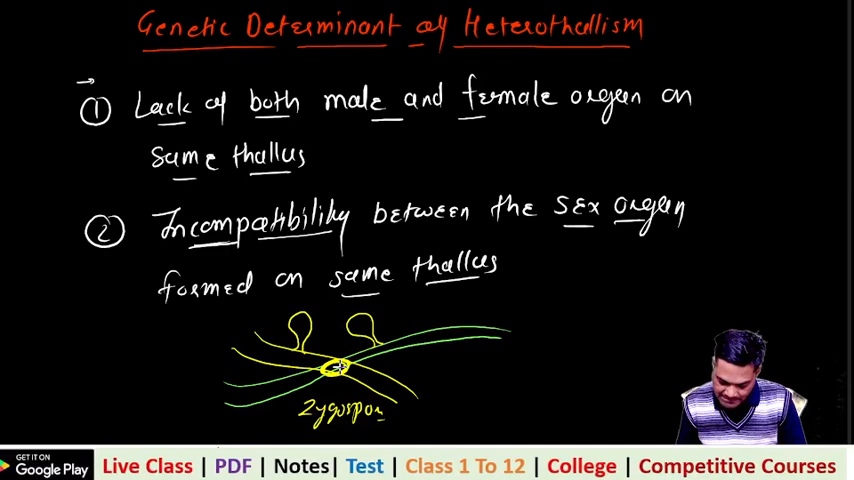 Genetic Determinant of Heterothallism
① Lack of both male and female organ on
same thallus
② Incompatibility between the sex organ
formed on same thallus
Zygospor
GET IT ON
Google Play
Live Class | PDF | Notes| Test | Class 1 To 12 | College | Competitive Courses